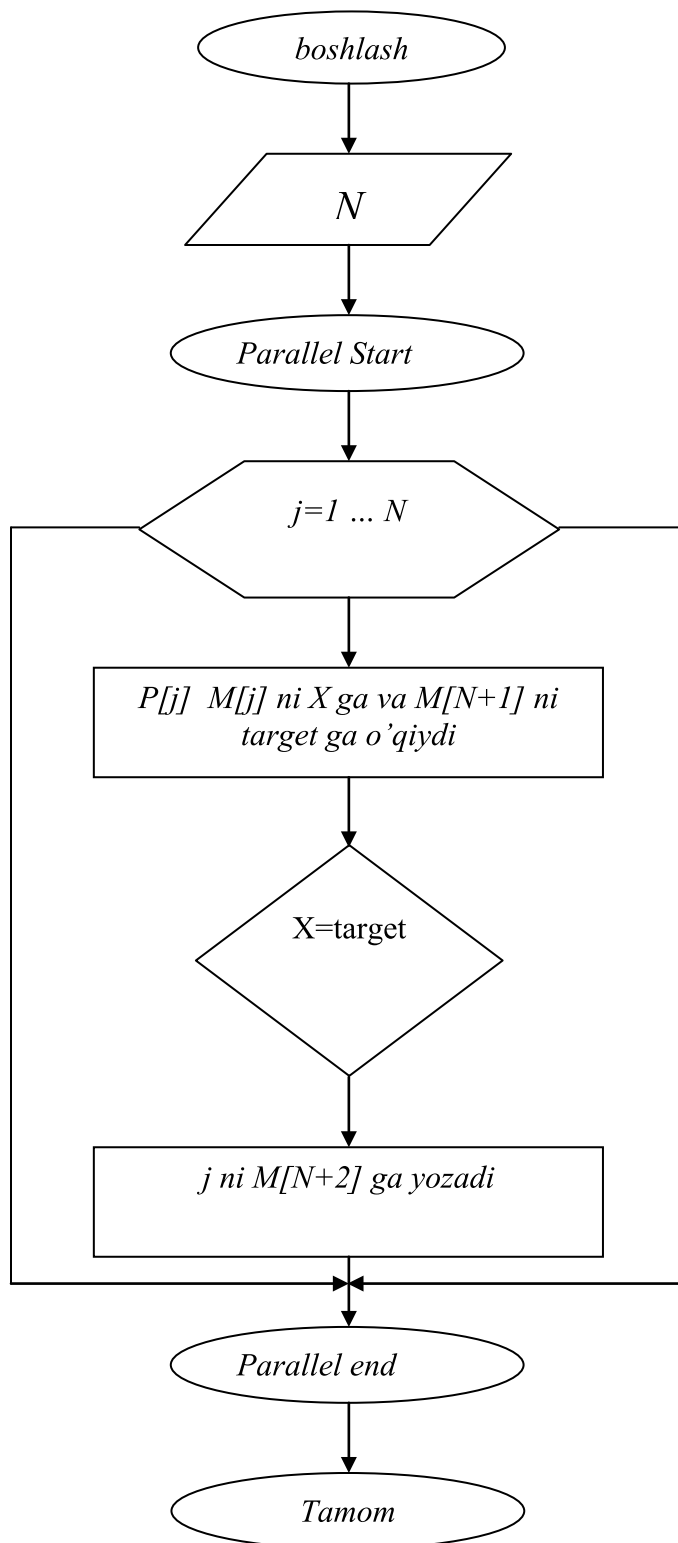 boshlash
N
Parallel Start
j=1 ... N
P[j]  M[j] ni X ga va M[N+1] ni
target ga o’qiydi
X=target
j ni M[N+2] ga yozadi
Parallel end
Tamom